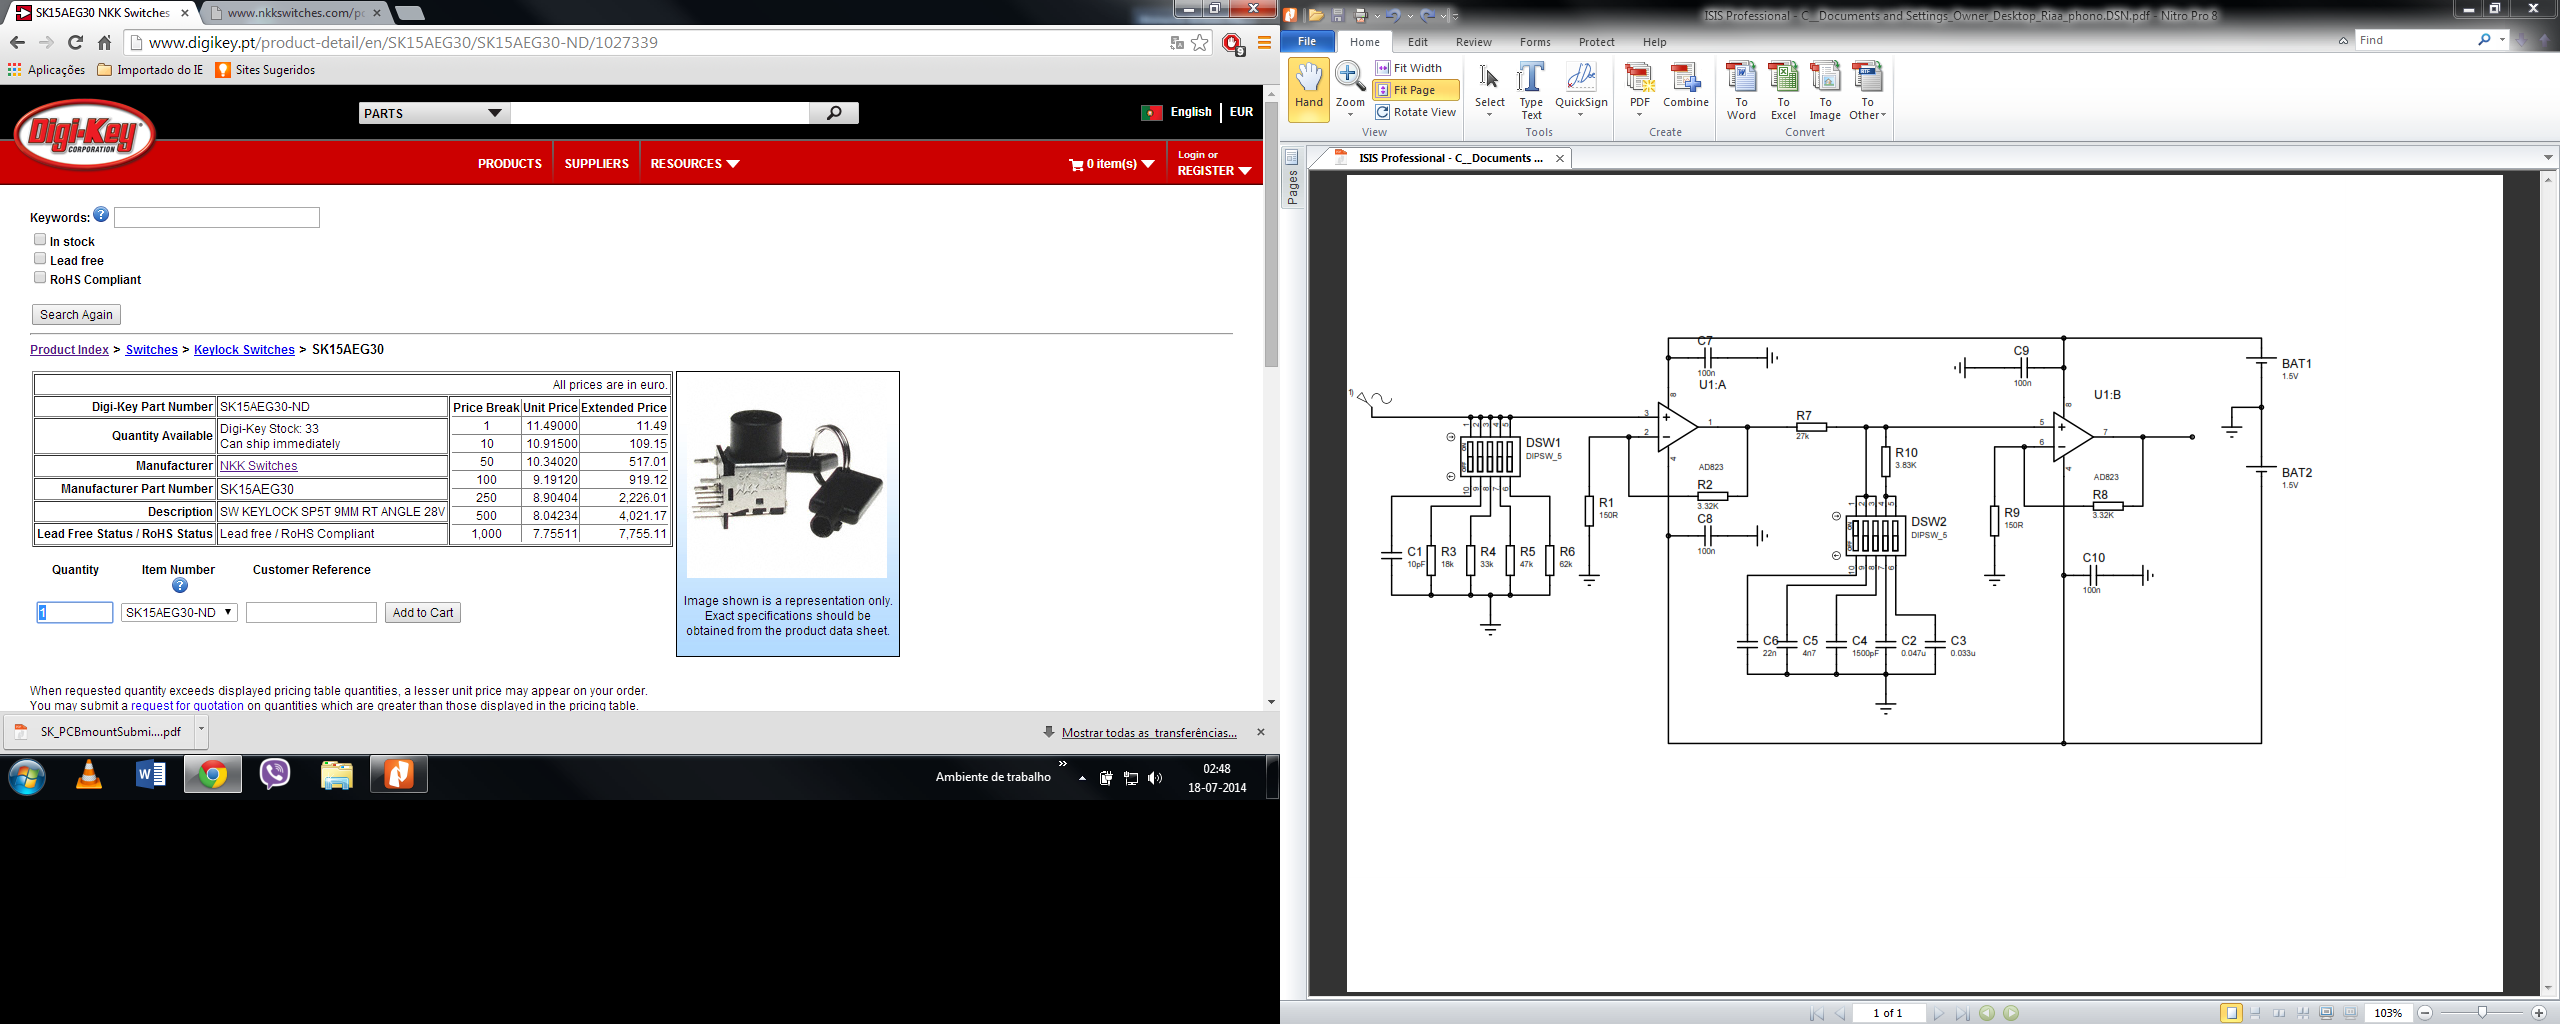 SK15AEG30 NKK Switches
www.nkkswitches.com/pc
www.digikey.pt/product-detail/en/SK15AEG30/SK15AEG30-ND/1027339
Aplicações
Importado do IE
Sites Sugeridos
Digi-Key
CORPORATION
PARTS
English
EUR
PRODUCTS
SUPPLIERS
RESOURCES
0 item(s)
Login or
REGISTER
Keywords:
In stock
Lead free
RoHS Compliant
Search Again
Product Index > Switches > Keylock Switches > SK15AEG30
All prices are in euro.
Digi-Key Part Number SK15AEG30-ND
Quantity Available Digi-Key Stock: 33
Can ship immediately
Manufacturer NKK Switches
Manufacturer Part Number SK15AEG30
Description SW KEYLOCK SP5T 9MM RT ANGLE 28V
Lead Free Status / RoHS Status Lead free / RoHS Compliant
Price Break Unit Price Extended Price
1 11.49000 11.49
10 10.91500 109.15
50 10.34020 517.01
100 9.19120 919.12
250 8.90404 2,226.01
500 8.04234 4,021.17
1,000 7.75511 7,755.11
Image shown is a representation only.
Exact specifications should be
obtained from the product data sheet.
Quantity Item Number Customer Reference
1 SK15AEG30-ND Add to Cart
When requested quantity exceeds displayed pricing table quantities, a lesser unit price may appear on your order.
You may submit a request for quotation on quantities which are greater than those displayed in the pricing table.
SK_PCBmountSubmi....pdf
Mostrar todas as transferências...
Ambiente de trabalho
02:48
18-07-2014
ISIS Professional - C__Documents and Settings_Owner_Desktop_Riaa_phono.DSN.pdf - Nitro Pro 8
File Home Edit Review Forms Protect Help
Find
Hand
Zoom
Fit Width
Fit Page
Rotate View
View
Select
Type Text
QuickSign
Tools
PDF
Combine
Create
To Word
To Excel
To Image
To Other
Convert
ISIS Professional - C__Documents ...
Pages
C7
100n
U1:A
3
2
1
8
4
AD823
R2
3.32K
C8
100n
R1
150R
DSW1
DIPSW_5
C1
10pF
R3
18k
R4
33k
R5
47k
R6
62k
R7
27k
R10
3.83K
DSW2
DIPSW_5
C6
22n
C5
4n7
C4
1500pF
C2
0.047u
C3
0.033u
C9
100n
U1:B
5
6
7
8
4
AD823
R8
3.32K
R9
150R
C10
100n
BAT1
1.5V
BAT2
1.5V
1 of 1
103%